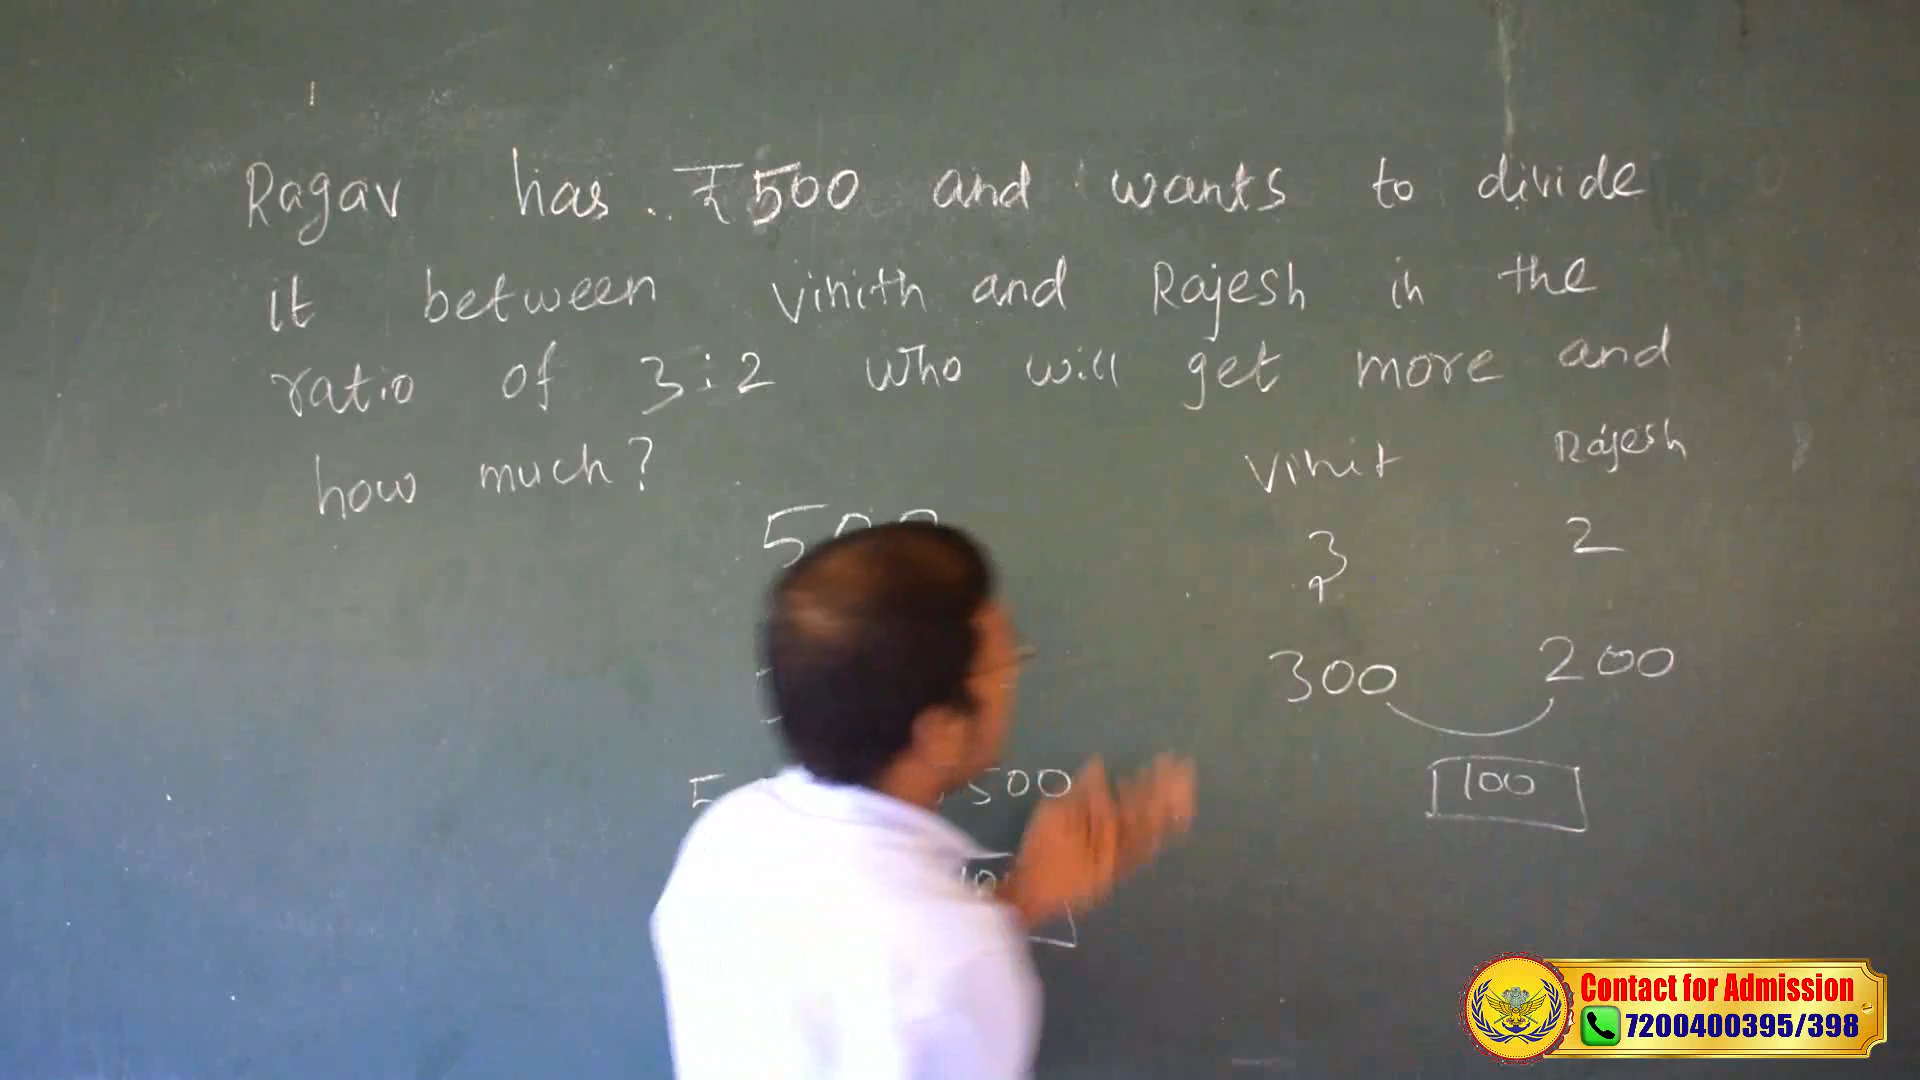 Ragav has ₹500 and wants to divide
it between Vinith and Rajesh in the
ratio of 3:2 who will get more and
how much?
Vinit Rajesh
3 2
300 200
500
100
Contact for Admission
7200400395/398